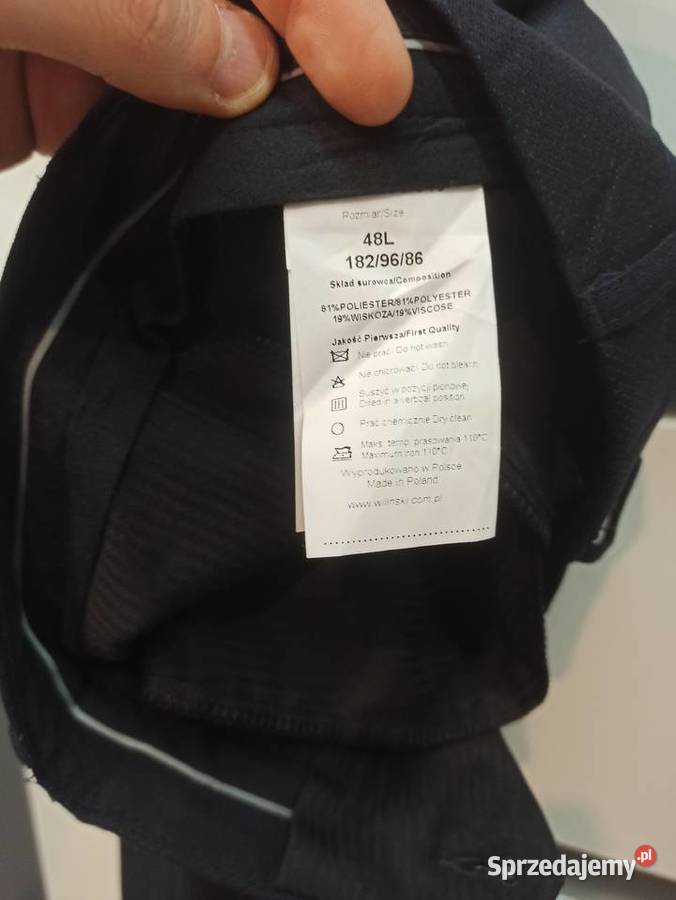 Rozmiar/Size
48L
182/96/86
Skład surowca/Composition
81%POLIESTER/81%POLYESTER
19%WISKOZA/19%VISCOSE
Jakość Pierwsza/First Quality
Nie prać! Do not wash
Nie chlorować! Do not bleach
Suszyć w pozycji pionowej
Dired in a vertical position
Prać chemicznie Dry clean
Maks. temp. prasowania 110°C
Maximum iron 110°C
Wyprodukowano w Polsce
Made in Poland
www.wilinski.com.pl
Sprzedajemy.pl